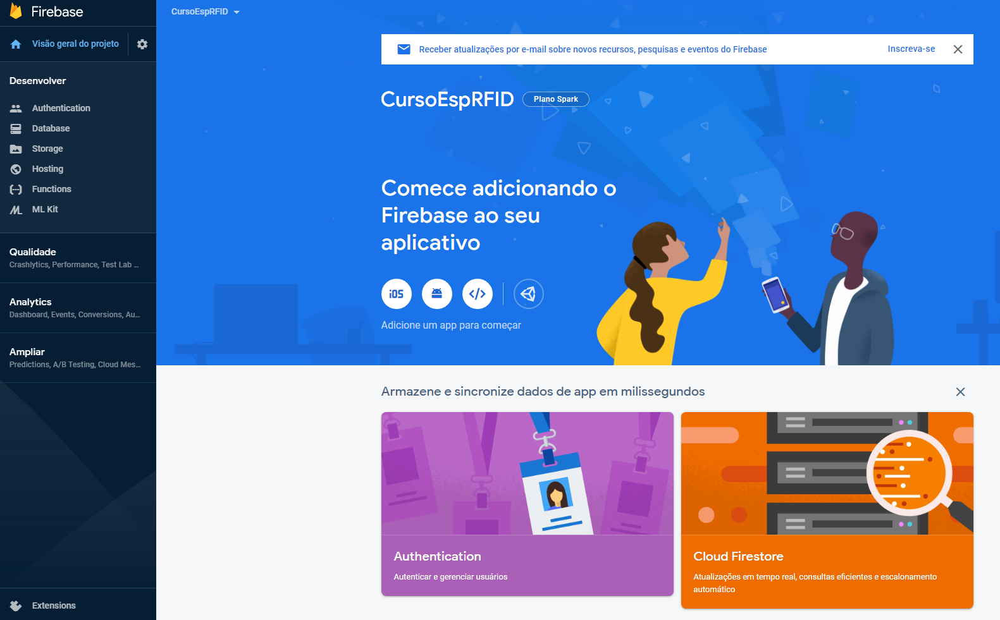 Firebase
Visão geral do projeto
Desenvolver
Authentication
Database
Storage
Hosting
Functions
ML Kit
Qualidade
Crashlytics, Performance, Test Lab ...
Analytics
Dashboard, Events, Conversions, Au...
Ampliar
Predictions, A/B Testing, Cloud Mes...
Extensions
CursoEspRFID
Receber atualizações por e-mail sobre novos recursos, pesquisas e eventos do Firebase
Inscreva-se
CursoEspRFID
Plano Spark
Comece adicionando o
Firebase ao seu
aplicativo
iOS
</>
Adicione um app para começar
Armazene e sincronize dados de app em milissegundos
Authentication
Autenticar e gerenciar usuários
Cloud Firestore
Atualizações em tempo real, consultas eficientes e escalonamento
automático